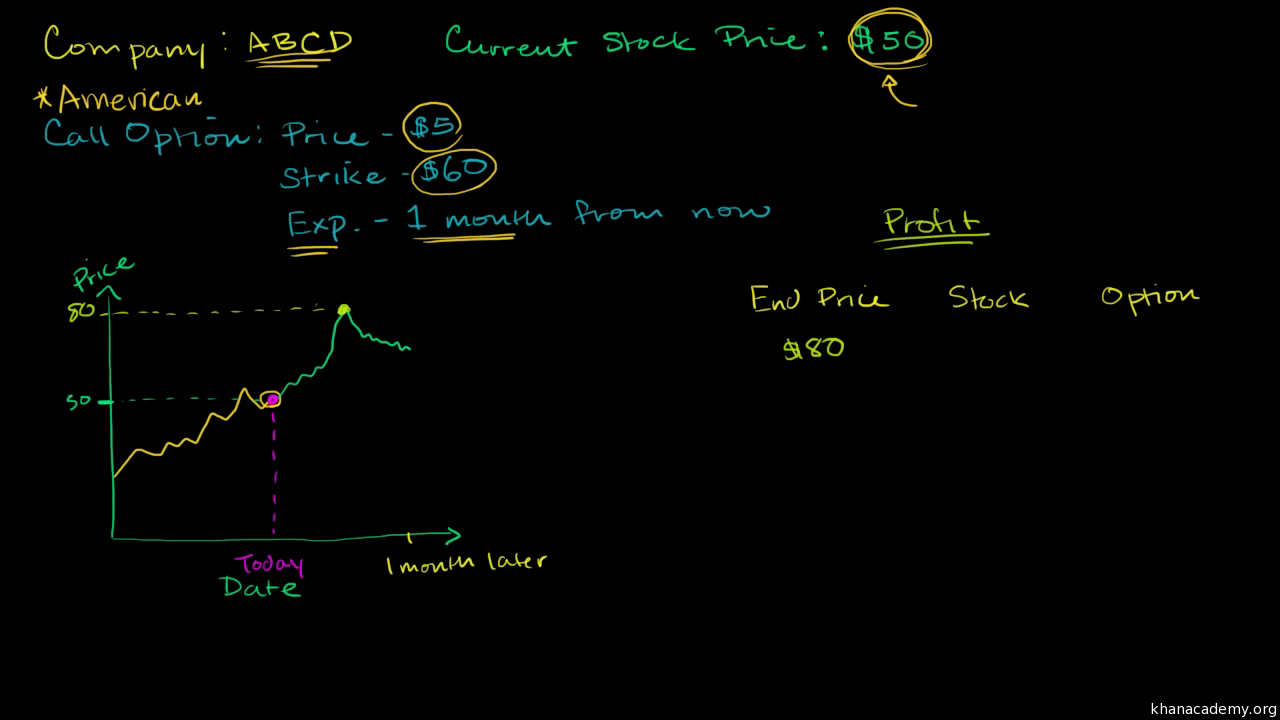 Company: ABCD
Current Stock Price: $50
*American
Call Option: Price - $5
Strike - $60
Exp. - 1 month from now
Profit
End Price Stock Option
$80
Price
80
50
Today
1 month later
Date
khanacademy.org